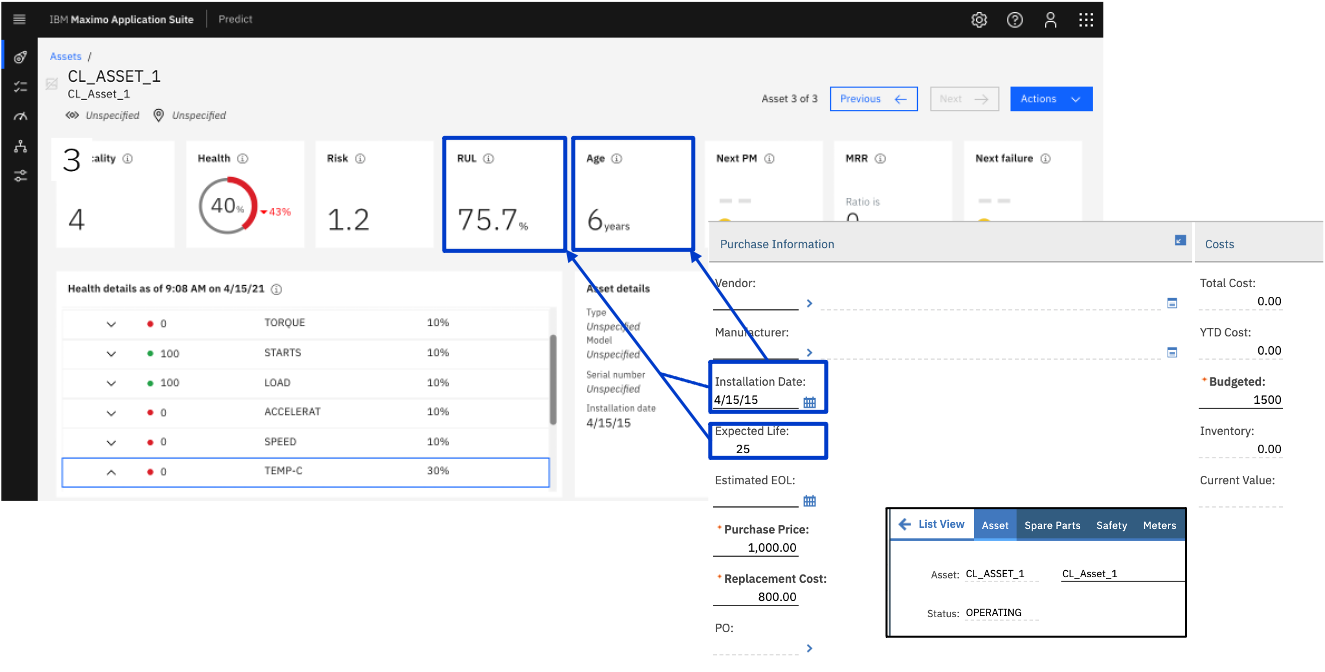 IBM Maximo Application Suite Predict
Assets /
CL_ASSET_1
CL_Asset_1
Unspecified Unspecified
Asset 3 of 3 Previous Next Actions
3
ality
4
Health
40%
43%
Risk
1.2
RUL
75.7%
Age
6 years
Next PM
-- --
MRR
Ratio is
0
Next failure
-- --
Health details as of 9:08 AM on 4/15/21
0 TORQUE 10%
100 STARTS 10%
100 LOAD 10%
0 ACCELERAT 10%
0 SPEED 10%
0 TEMP-C 30%
Asset details
Type
Unspecified
Model
Unspecified
Serial number
Unspecified
Installation date
4/15/15
Purchase Information
Vendor:
Manufacturer:
Installation Date:
4/15/15
Expected Life:
25
Estimated EOL:
* Purchase Price:
1,000.00
* Replacement Cost:
800.00
PO:
Costs
Total Cost:
0.00
YTD Cost:
0.00
* Budgeted:
1500
Inventory:
0.00
Current Value:
List View Asset Spare Parts Safety Meters
Asset: CL_ASSET_1 CL_Asset_1
Status: OPERATING